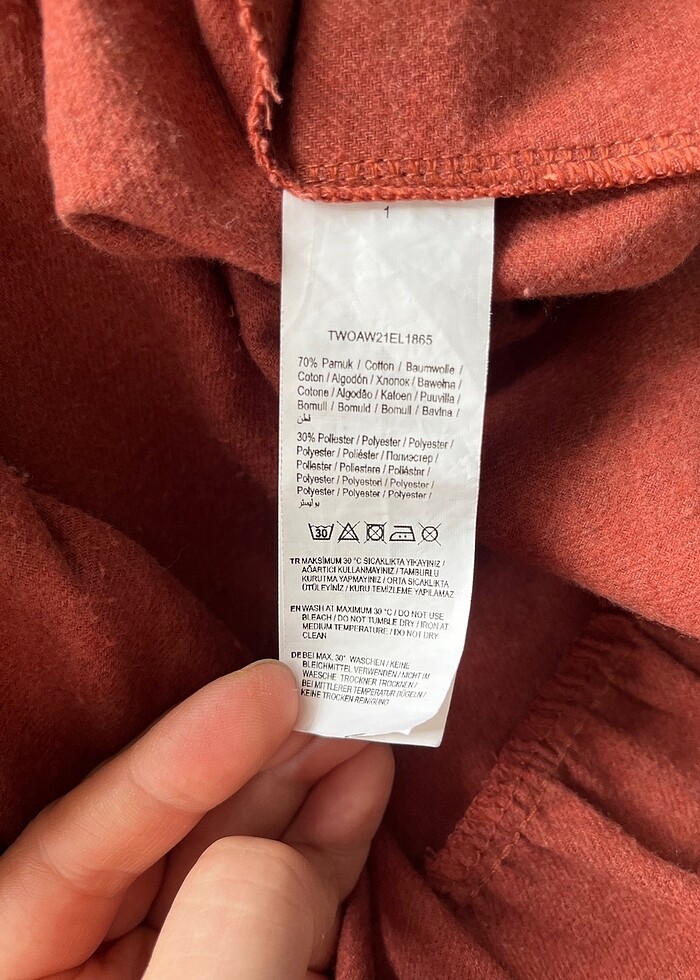 1
TWOAW21EL1865
70% Pamuk / Cotton / Baumwolle /
Coton / Algodón / Хлопок / Bawełna /
Cotone / Algodão / Katoen / Puuvilla /
Bomull / Bomuld / Bomull / Bavlna /
قطن
30% Poliester / Polyester / Polyester /
Polyester / Poliéster / Полиэстер /
Poliester / Poliestere / Poliéster /
Polyester / Polyesteri / Polyester /
Polyester / Polyester / Polyester /
بوليستر
30
TR MAKSİMUM 30 °C SICAKLIKTA YIKAYINIZ /
AĞARTICI KULLANMAYINIZ / TAMBURLU
KURUTMA YAPMAYINIZ / ORTA SICAKLIKTA
ÜTÜLEYİNİZ / KURU TEMİZLEME YAPILAMAZ
EN WASH AT MAXIMUM 30 °C / DO NOT USE
BLEACH / DO NOT TUMBLE DRY / IRON AT
MEDIUM TEMPERATURE / DO NOT DRY
CLEAN
DE BEI MAX. 30° WASCHEN / KEINE
BLEICHMITTEL VERWENDEN / NICHT IM
WAESCHE TROCKNER TROCKNEN /
BEI MITTLERER TEMPERATUR BÜGELN /
KEINE TROCKEN REINIGUNG